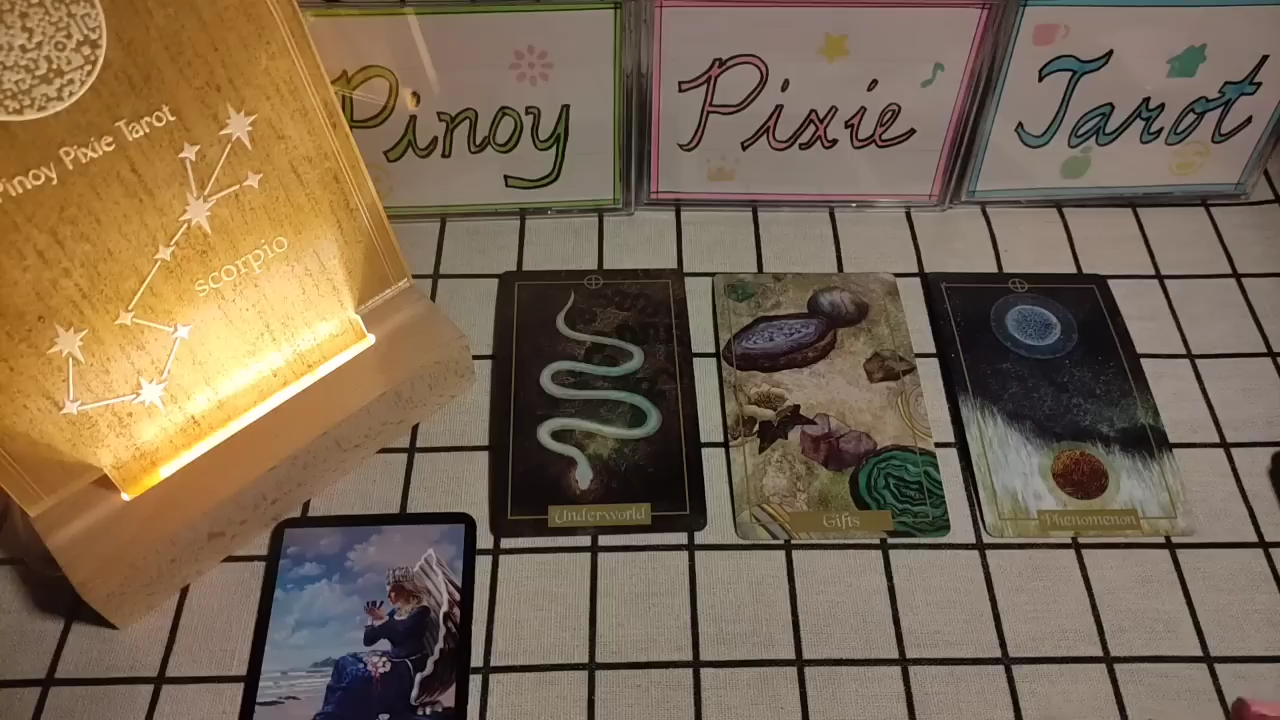 Pinoy Pixie Tarot
scorpio
Pinoy
Pixie
Tarot
Underworld
Gifts
Phenomenon